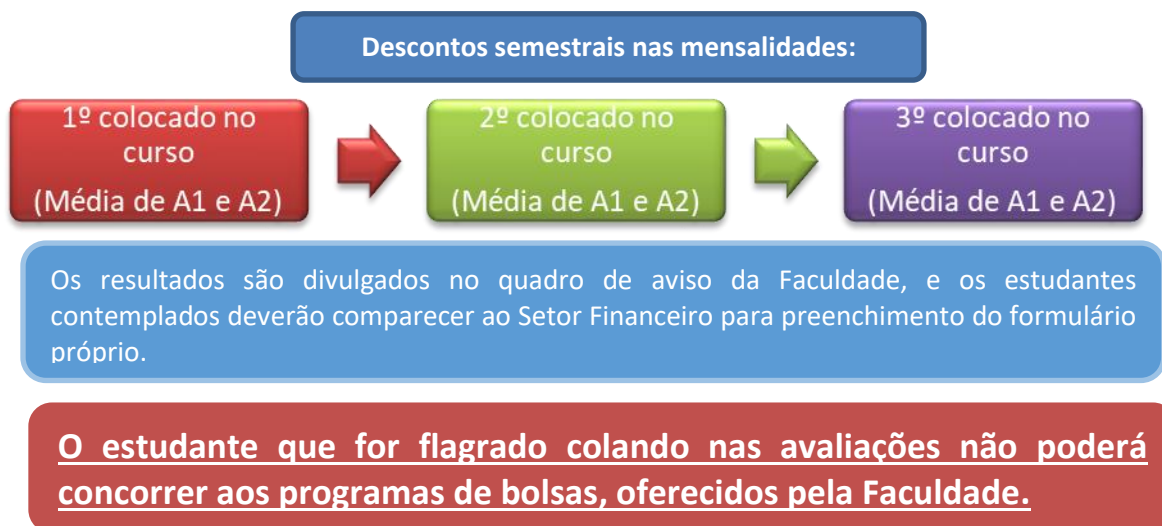 Descontos semestrais nas mensalidades:
1º colocado no
curso
(Média de A1 e A2)
2º colocado no
curso
(Média de A1 e A2)
3º colocado no
curso
(Média de A1 e A2)
Os resultados são divulgados no quadro de aviso da Faculdade, e os estudantes
contemplados deverão comparecer ao Setor Financeiro para preenchimento do formulário
próprio.
O estudante que for flagrado colando nas avaliações não poderá
concorrer aos programas de bolsas, oferecidos pela Faculdade.